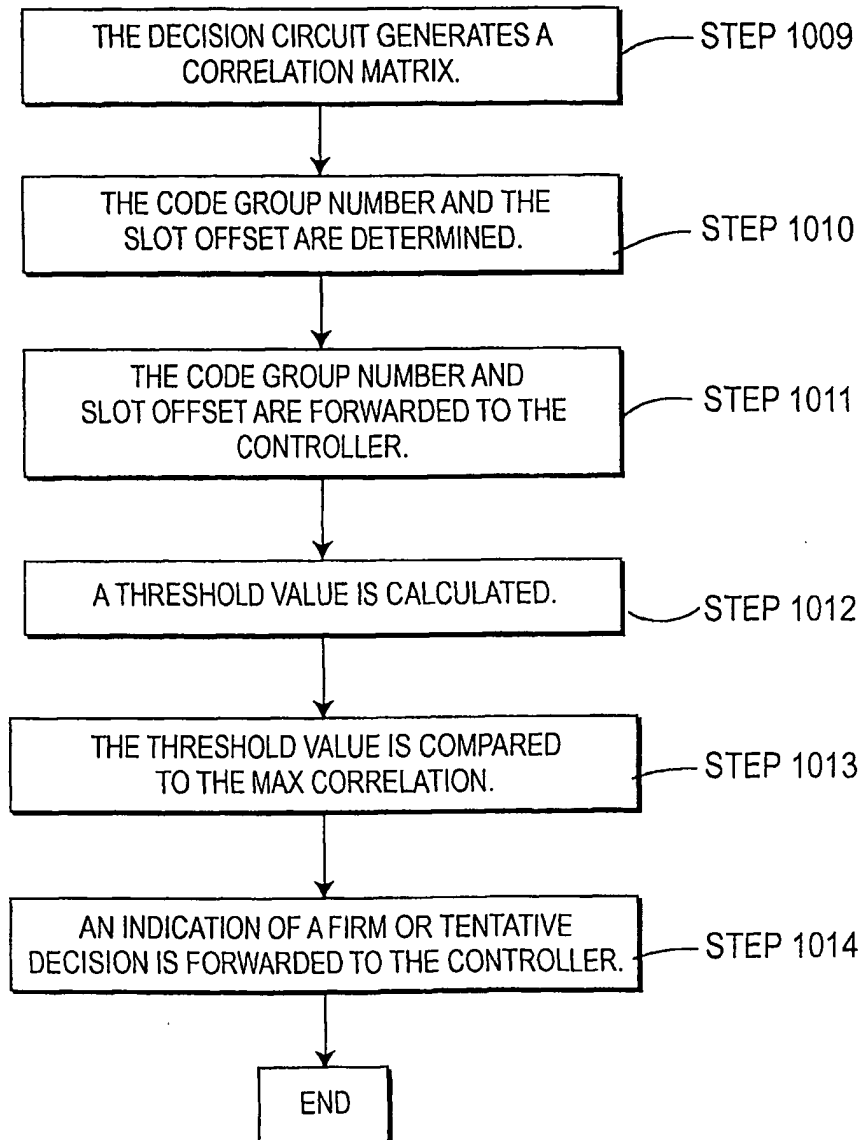 THE DECISION CIRCUIT GENERATES A
CORRELATION MATRIX.
STEP 1009
THE CODE GROUP NUMBER AND THE
SLOT OFFSET ARE DETERMINED.
STEP 1010
THE CODE GROUP NUMBER AND
SLOT OFFSET ARE FORWARDED TO THE
CONTROLLER.
STEP 1011
A THRESHOLD VALUE IS CALCULATED.
STEP 1012
THE THRESHOLD VALUE IS COMPARED
TO THE MAX CORRELATION.
STEP 1013
AN INDICATION OF A FIRM OR TENTATIVE
DECISION IS FORWARDED TO THE CONTROLLER.
STEP 1014
END